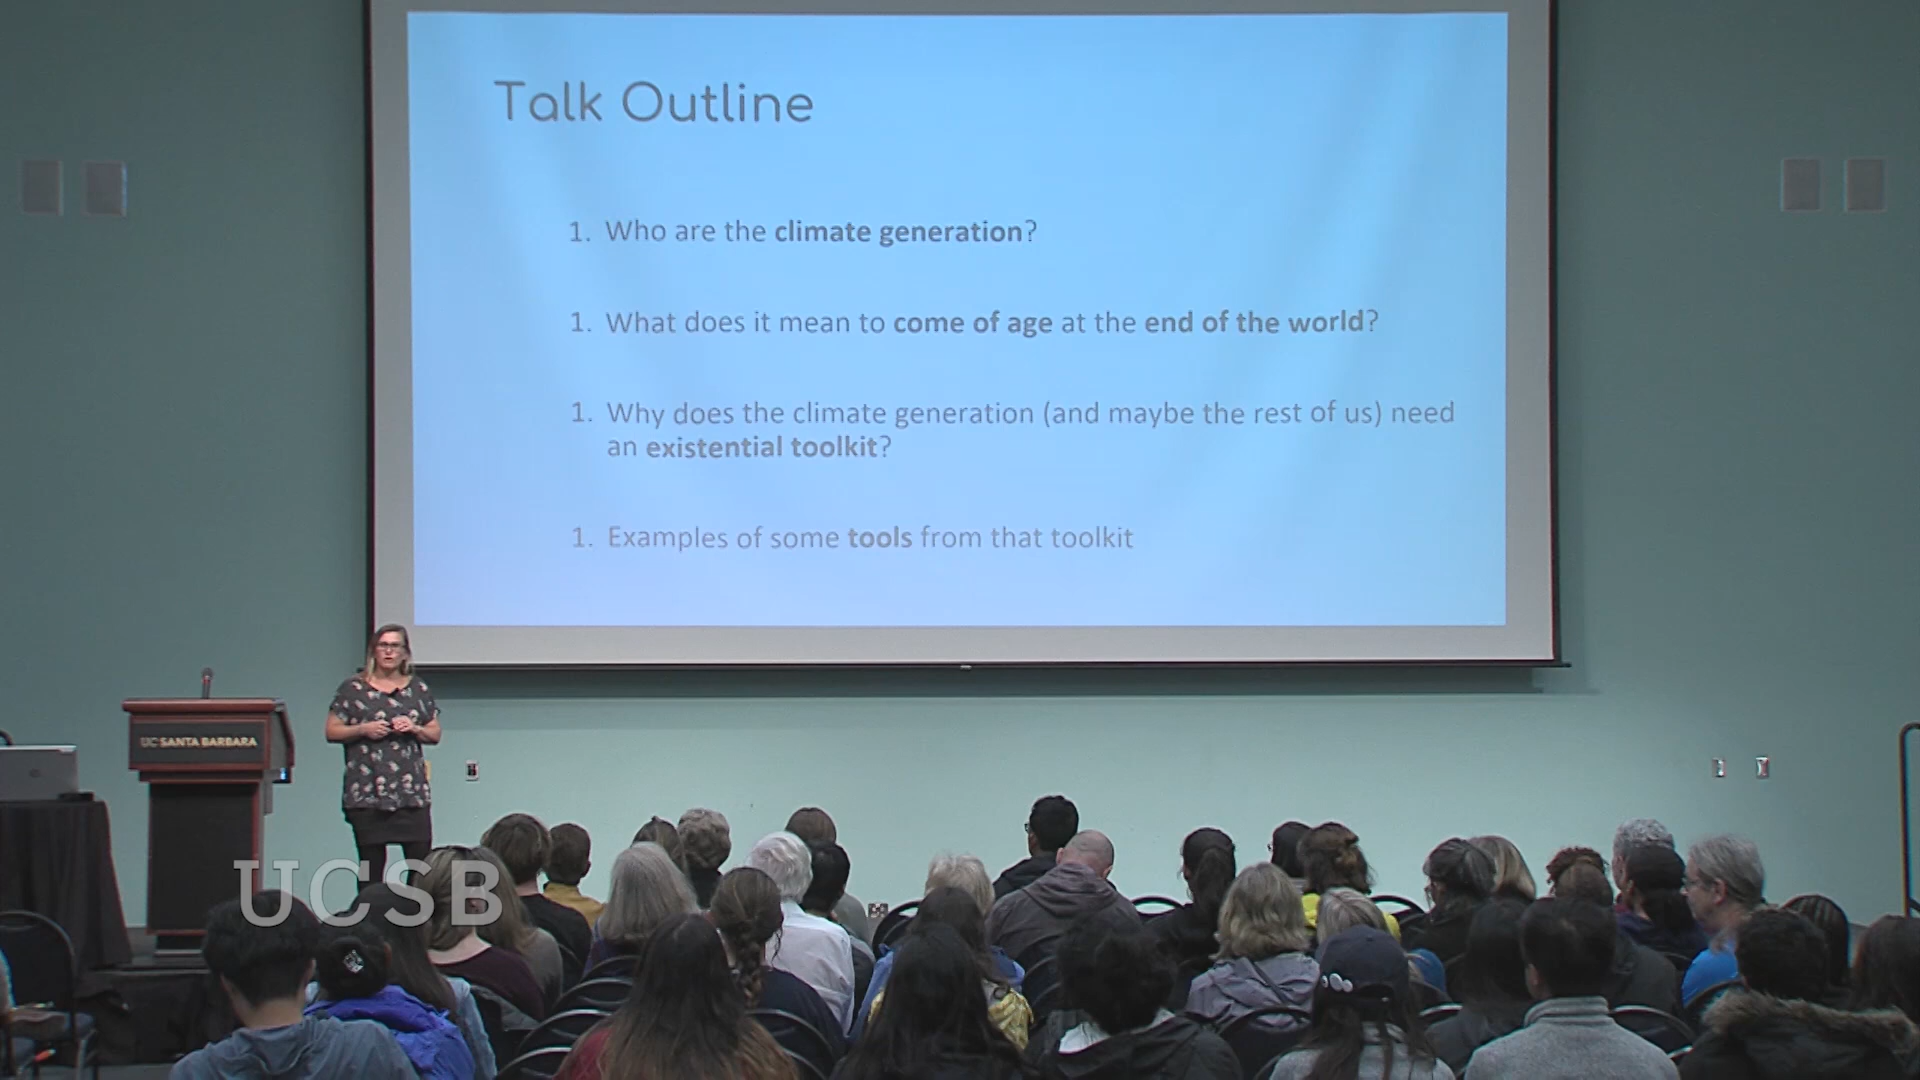 Talk Outline
1. Who are the climate generation?
1. What does it mean to come of age at the end of the world?
1. Why does the climate generation (and maybe the rest of us) need
an existential toolkit?
1. Examples of some tools from that toolkit
UC SANTA BARBARA
UCSB